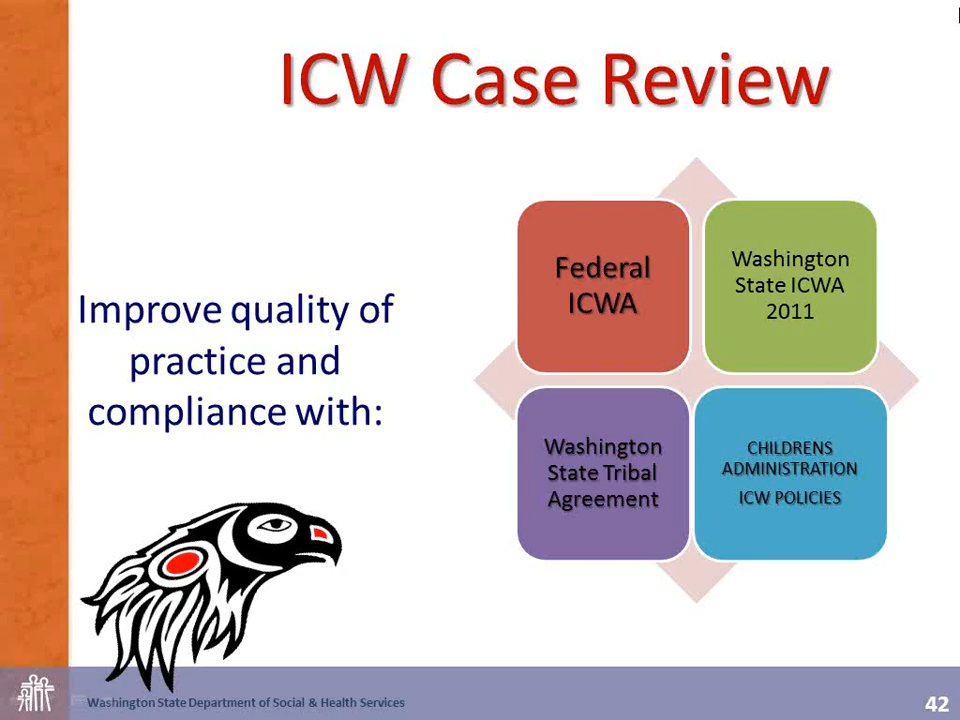 ICW Case Review
Improve quality of
practice and
compliance with:
Federal
ICWA
Washington
State ICWA
2011
Washington
State Tribal
Agreement
CHILDRENS
ADMINISTRATION
ICW POLICIES
Washington State Department of Social & Health Services
42